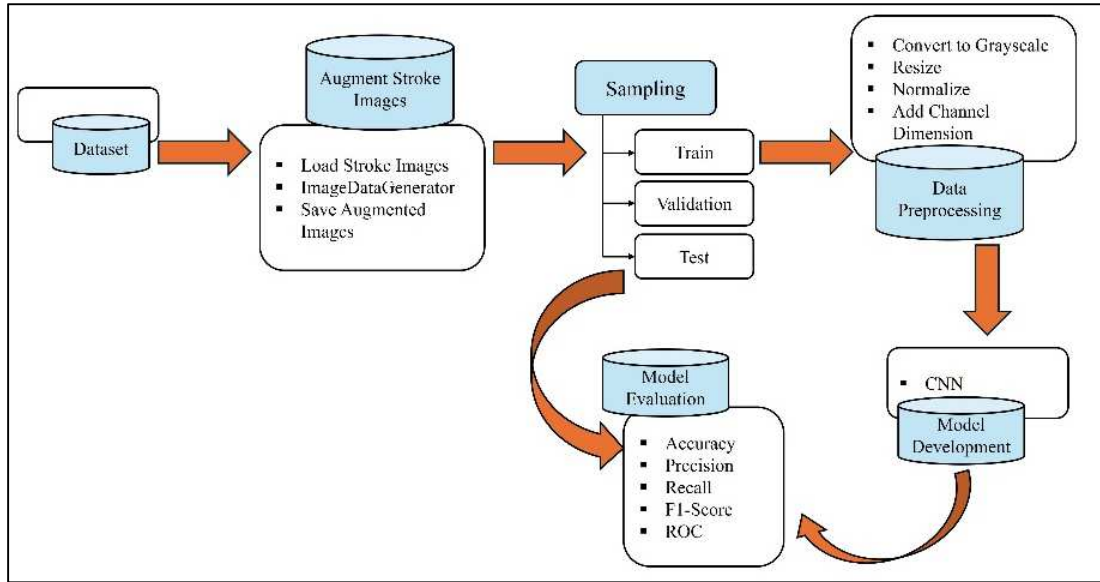 Dataset
Augment Stroke
Images
▪ Load Stroke Images
▪ ImageDataGenerator
▪ Save Augmented
Images
Sampling
Train
Validation
Test
▪ Convert to Grayscale
▪ Resize
▪ Normalize
▪ Add Channel
Dimension
Data
Preprocessing
▪ CNN
Model
Development
Model
Evaluation
▪ Accuracy
▪ Precision
▪ Recall
▪ F1-Score
▪ ROC